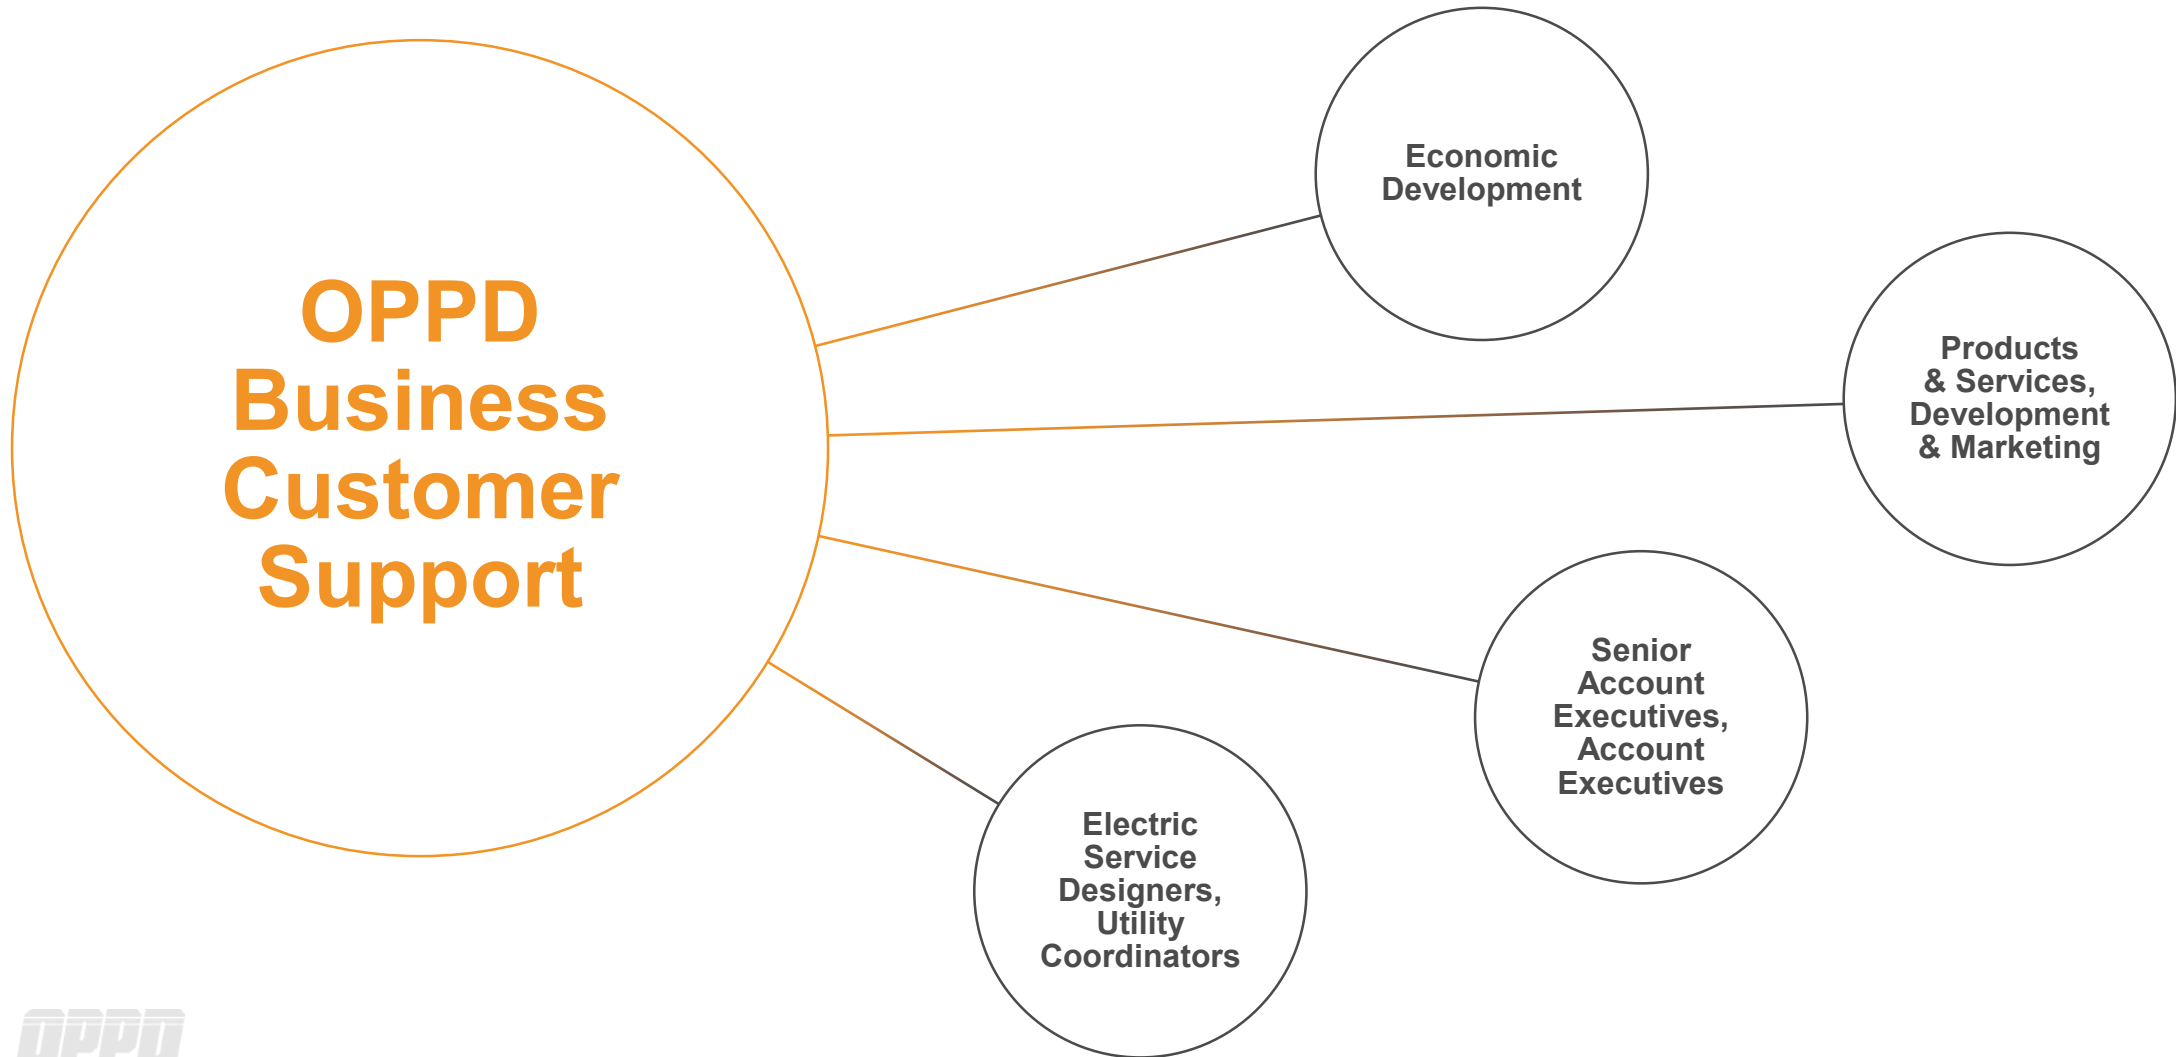 OPPD
Business
Customer
Support
Economic
Development
Products
& Services,
Development
& Marketing
Senior
Account
Executives,
Account
Executives
Electric
Service
Designers,
Utility
Coordinators
OPPD